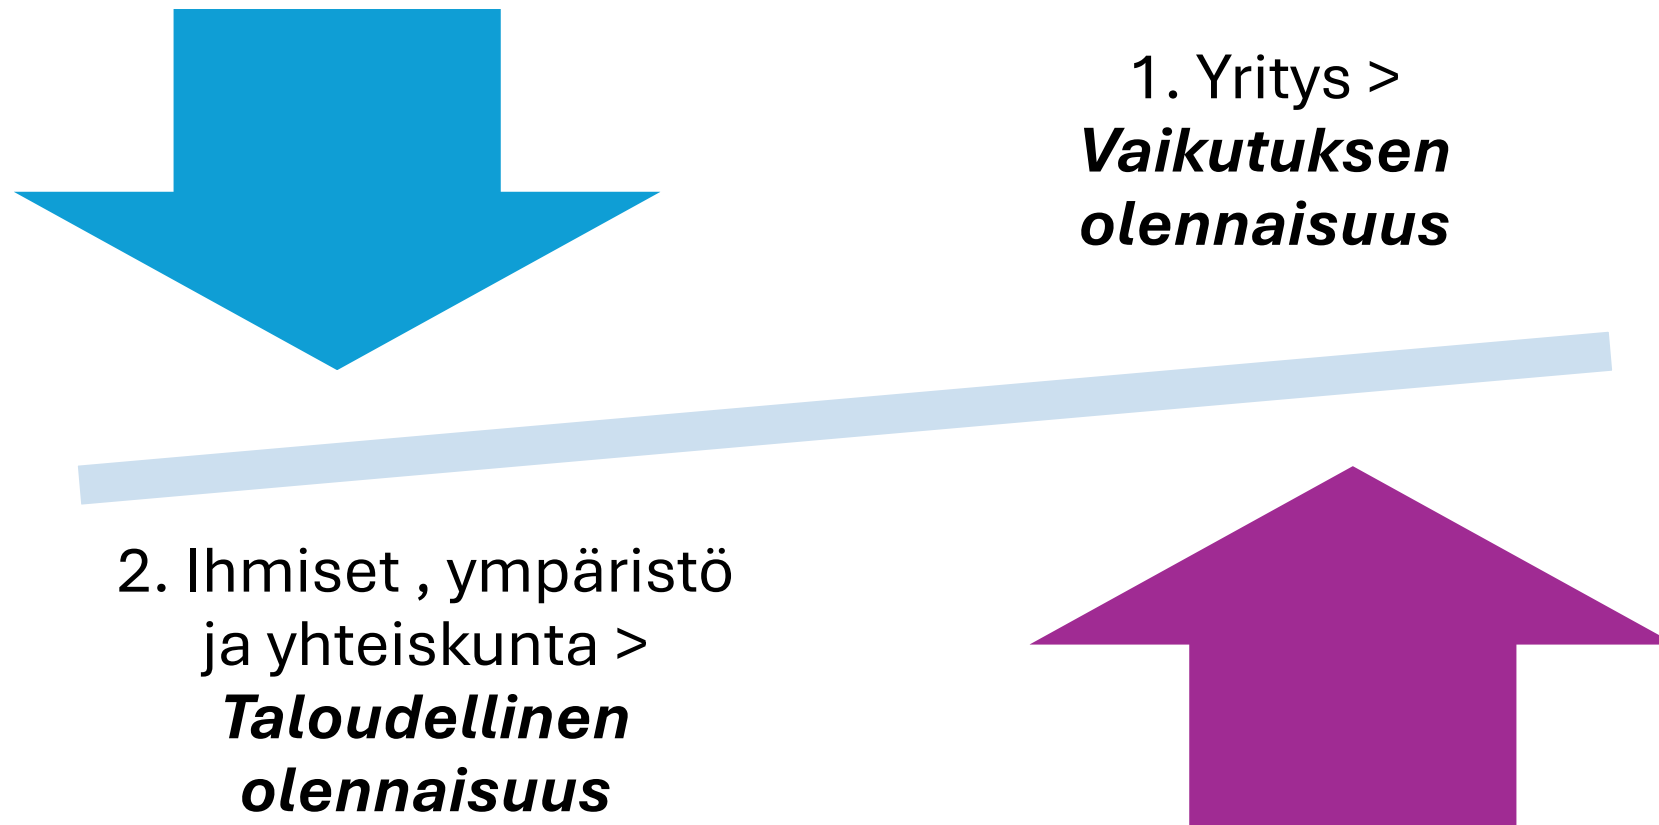 1. Yritys >
Vaikutuksen
olennaisuus
2. Ihmiset , ympäristö
ja yhteiskunta >
Taloudellinen
olennaisuus